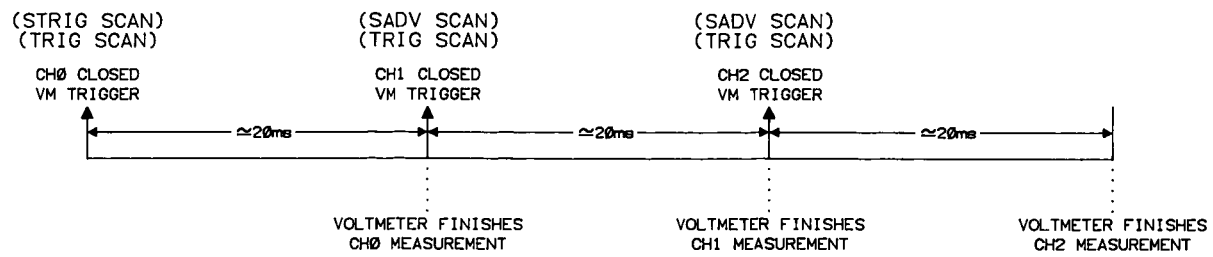 (STRIG SCAN)
(TRIG SCAN)
CHØ CLOSED
VM TRIGGER
(SADV SCAN)
(TRIG SCAN)
CH1 CLOSED
VM TRIGGER
(SADV SCAN)
(TRIG SCAN)
CH2 CLOSED
VM TRIGGER
≃20ms
≃20ms
≃20ms
VOLTMETER FINISHES
CHØ MEASUREMENT
VOLTMETER FINISHES
CH1 MEASUREMENT
VOLTMETER FINISHES
CH2 MEASUREMENT